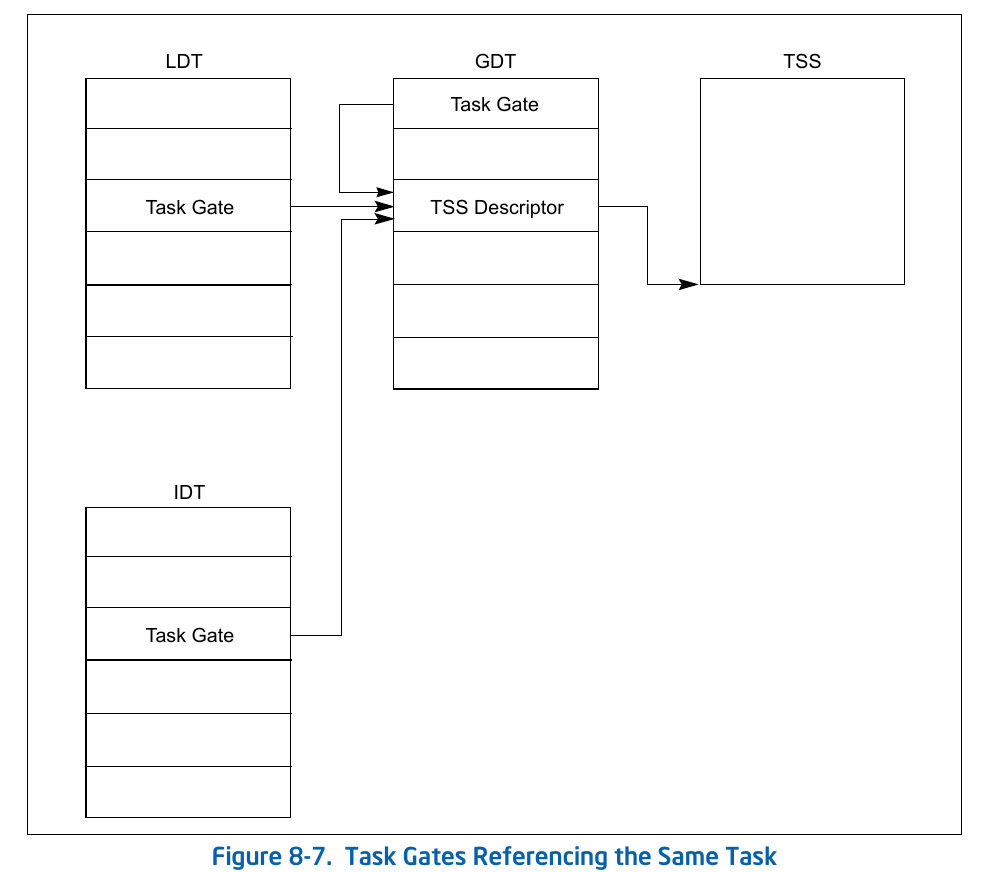 LDT
GDT
TSS
Task Gate
Task Gate
TSS Descriptor
IDT
Task Gate
Figure 8-7. Task Gates Referencing the Same Task